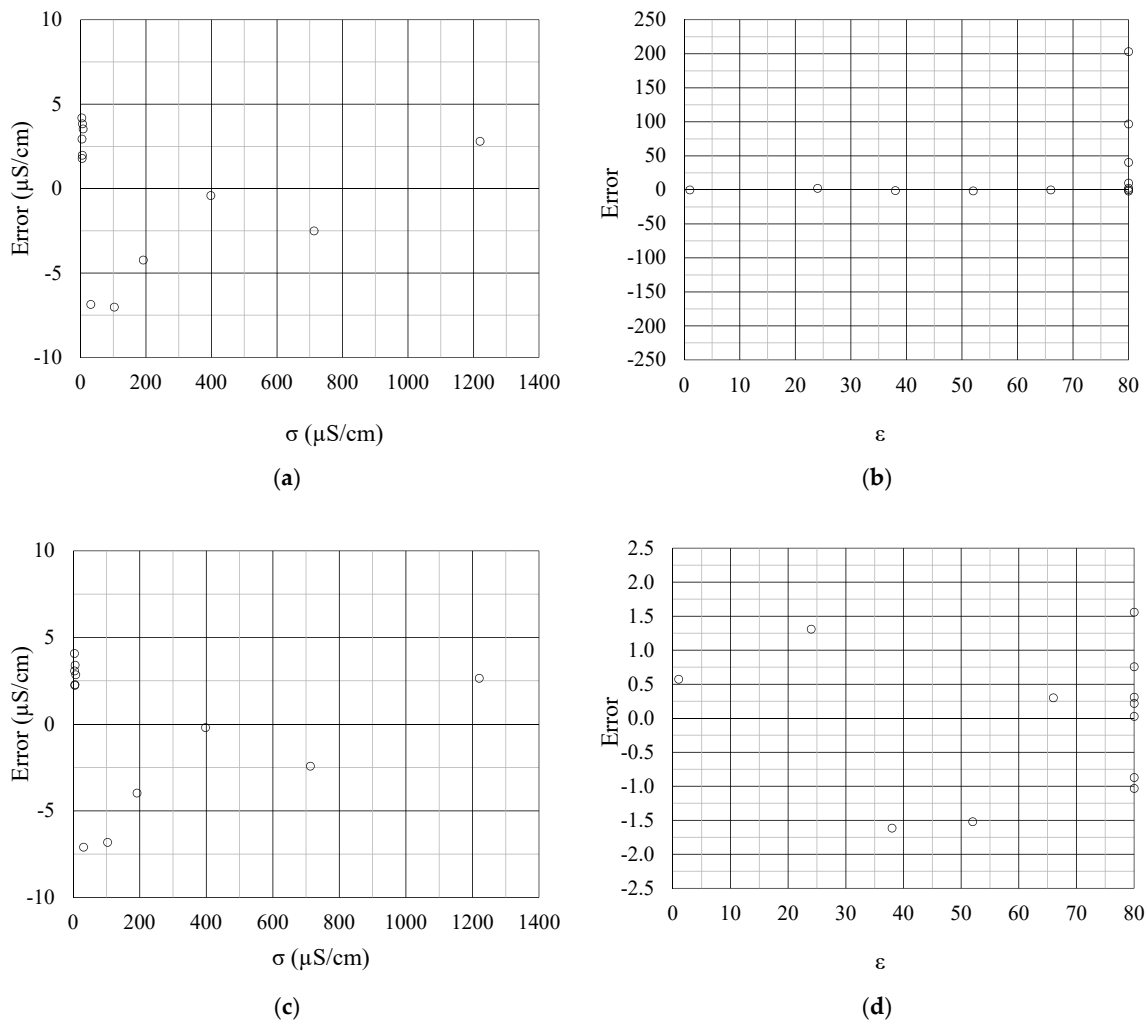 10
5
0
-5
-10
Error (µS/cm)
0 200 400 600 800 1000 1200 1400
σ (µS/cm)
(a)
250
200
150
100
50
0
-50
-100
-150
-200
-250
Error
0 10 20 30 40 50 60 70 80
ε
(b)
10
5
0
-5
-10
Error (µS/cm)
0 200 400 600 800 1000 1200 1400
σ (µS/cm)
(c)
2.5
2.0
1.5
1.0
0.5
0.0
-0.5
-1.0
-1.5
-2.0
-2.5
Error
0 10 20 30 40 50 60 70 80
ε
(d)